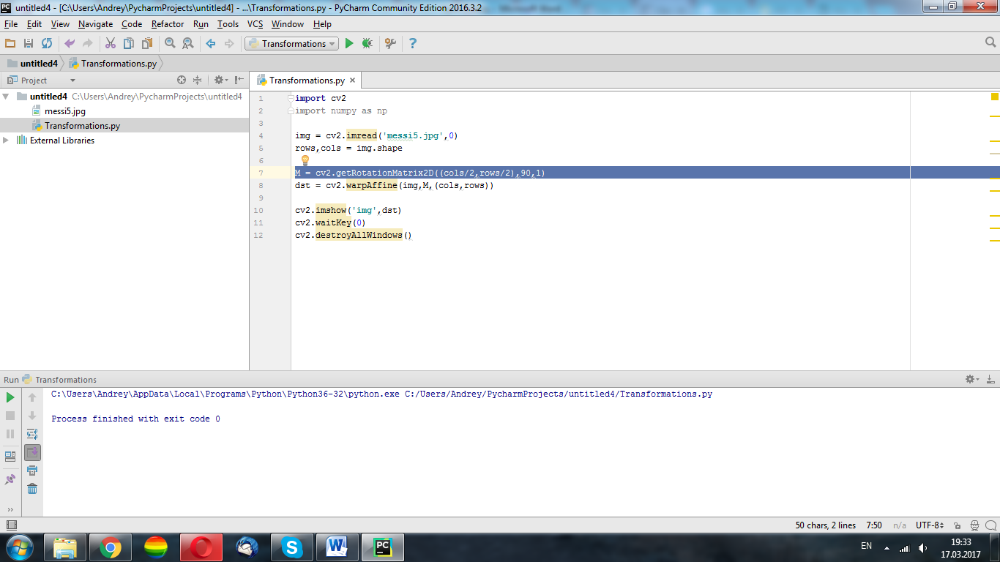 untitled4 - [C:\Users\Andrey\PycharmProjects\untitled4] - ...\Transformations.py - PyCharm Community Edition 2016.3.2
File Edit View Navigate Code Refactor Run Tools VCS Window Help
Transformations
untitled4 Transformations.py
Project
Transformations.py
untitled4 C:\Users\Andrey\PycharmProjects\untitled4
messi5.jpg
Transformations.py
External Libraries
1 import cv2
2 import numpy as np
3
4 img = cv2.imread('messi5.jpg',0)
5 rows,cols = img.shape
6
7 M = cv2.getRotationMatrix2D((cols/2,rows/2),90,1)
8 dst = cv2.warpAffine(img,M,(cols,rows))
9
10 cv2.imshow('img',dst)
11 cv2.waitKey(0)
12 cv2.destroyAllWindows()
Run Transformations
C:\Users\Andrey\AppData\Local\Programs\Python\Python36-32\python.exe C:/Users/Andrey/PycharmProjects/untitled4/Transformations.py
Process finished with exit code 0
50 chars, 2 lines 7:50 n/a UTF-8
EN 19:33
17.03.2017